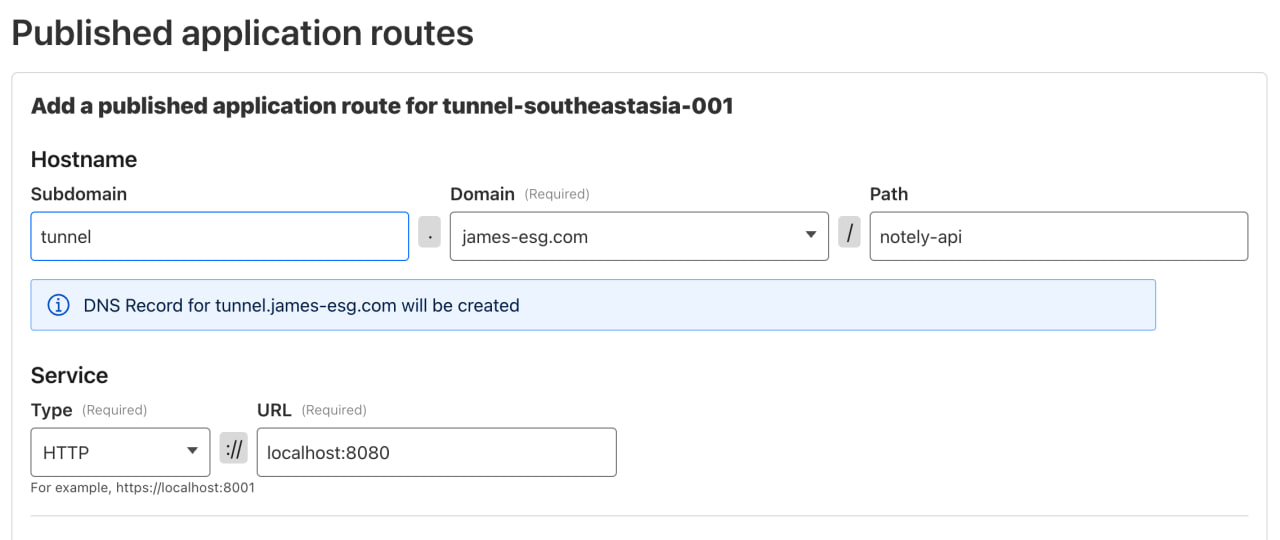 Published application routes
Add a published application route for tunnel-southeastasia-001
Hostname
Subdomain Domain (Required) Path
tunnel . james-esg.com / notely-api
DNS Record for tunnel.james-esg.com will be created
Service
Type (Required) URL (Required)
HTTP :// localhost:8080
For example, https://localhost:8001